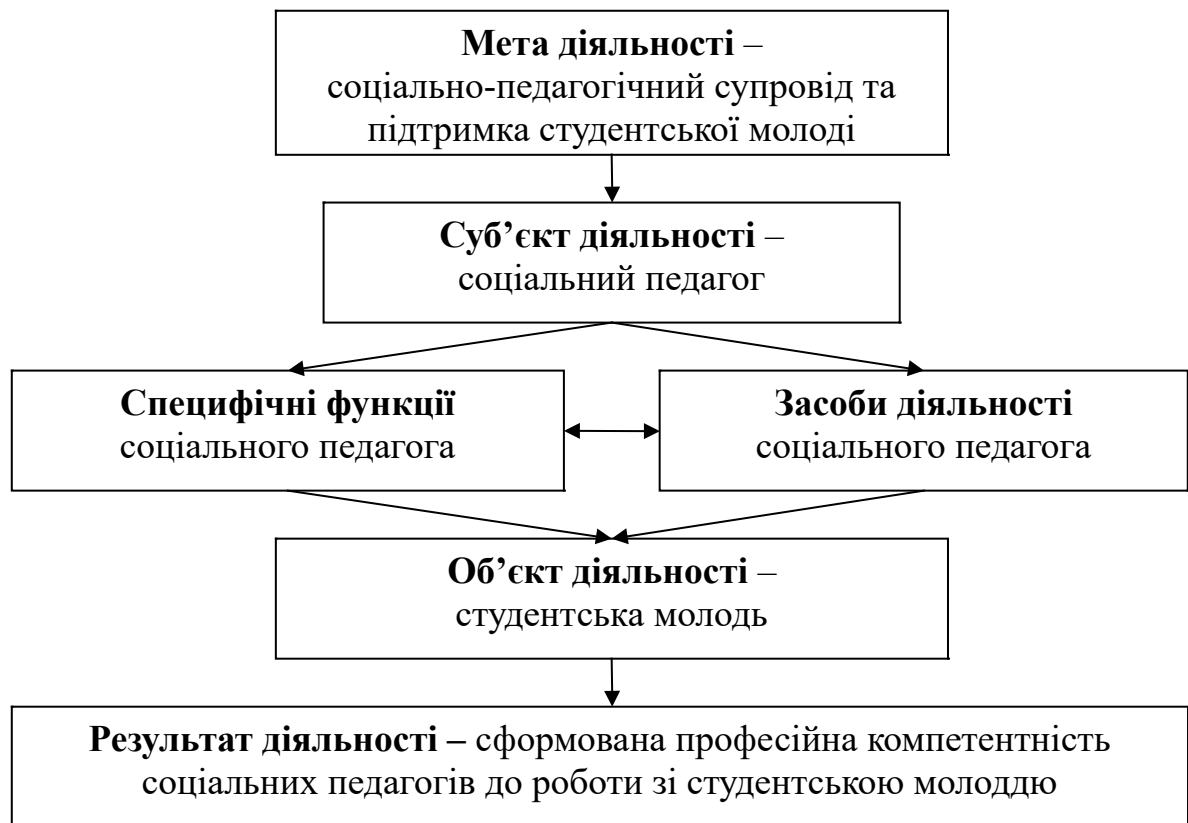 Мета діяльності –
соціально-педагогічний супровід та
підтримка студентської молоді
Суб’єкт діяльності –
соціальний педагог
Специфічні функції
соціального педагога
Засоби діяльності
соціального педагога
Об’єкт діяльності –
студентська молодь
Результат діяльності – сформована професійна компетентність
соціальних педагогів до роботи зі студентською молоддю